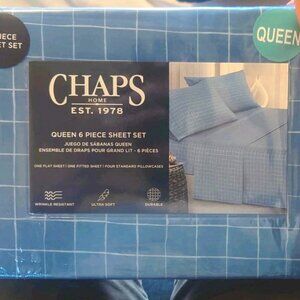 IECE
ET SET
QUEEN
CHAPS
HOME
EST. 1978
QUEEN 6 PIECE SHEET SET
JUEGO DE SÁBANAS QUEEN
ENSEMBLE DE DRAPS POUR GRAND LIT - 6 PIÈCES
ONE FLAT SHEET | ONE FITTED SHEET | FOUR STANDARD PILLOWCASES
WRINKLE RESISTANT
ULTRA SOFT
DURABLE